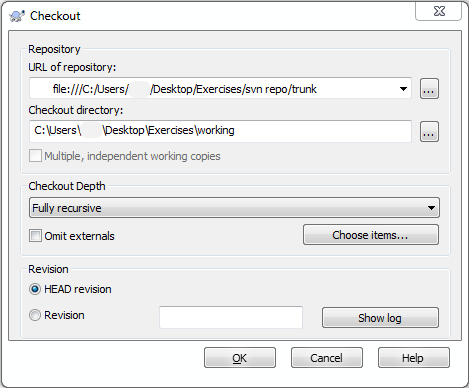 Checkout
Repository
URL of repository:
file:///C:/Users/ /Desktop/Exercises/svn repo/trunk
...
Checkout directory:
C:\Users\ \Desktop\Exercises\working
...
Multiple, independent working copies
Checkout Depth
Fully recursive
Omit externals
Choose items...
Revision
HEAD revision
Revision
Show log
OK Cancel Help